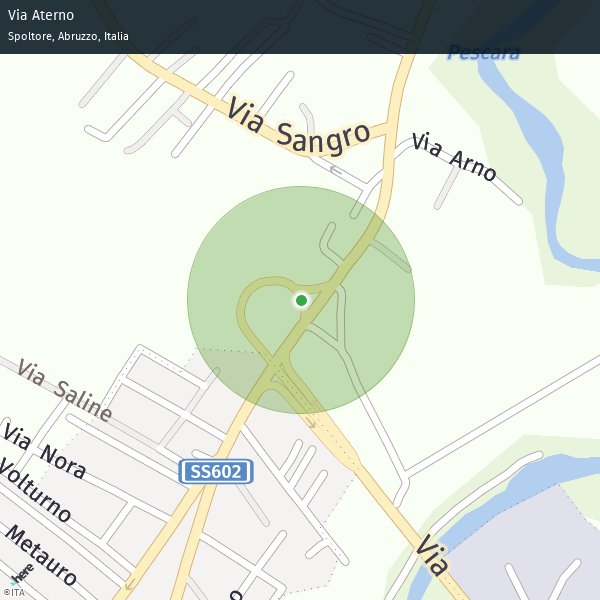 Via Aterno
Spoltore, Abruzzo, Italia
Pescara
Via Sangro
Via Arno
Via Saline
Via Nora
Volturno
Metauro
SS602
Via
here
©ITA